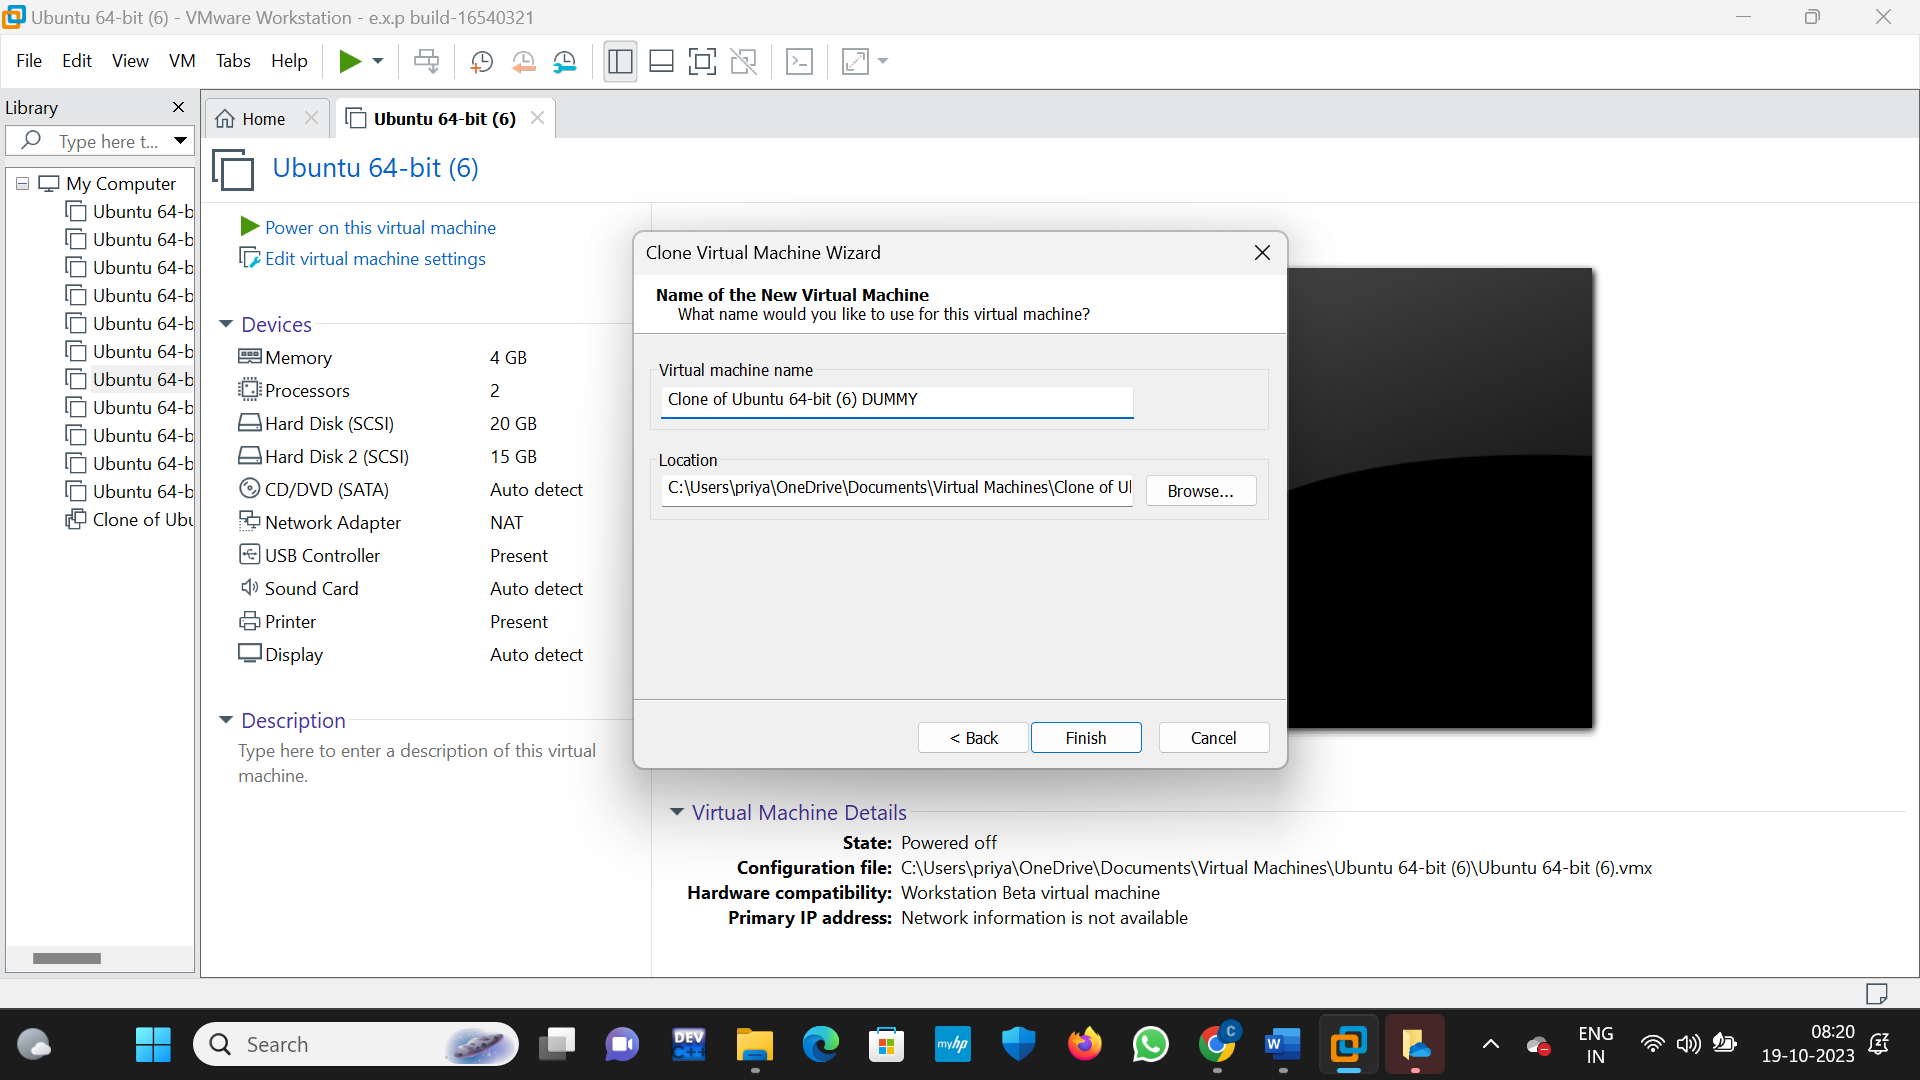 Ubuntu 64-bit (6) - VMware Workstation - e.x.p build-16540321
File Edit View VM Tabs Help
Library
Type here t...
My Computer
Ubuntu 64-b
Ubuntu 64-b
Ubuntu 64-b
Ubuntu 64-b
Ubuntu 64-b
Ubuntu 64-b
Ubuntu 64-b
Ubuntu 64-b
Ubuntu 64-b
Ubuntu 64-b
Ubuntu 64-b
Clone of Ubu
Home
Ubuntu 64-bit (6)
Ubuntu 64-bit (6)
Power on this virtual machine
Edit virtual machine settings
Devices
Memory 4 GB
Processors 2
Hard Disk (SCSI) 20 GB
Hard Disk 2 (SCSI) 15 GB
CD/DVD (SATA) Auto detect
Network Adapter NAT
USB Controller Present
Sound Card Auto detect
Printer Present
Display Auto detect
Description
Type here to enter a description of this virtual
machine.
Clone Virtual Machine Wizard
Name of the New Virtual Machine
What name would you like to use for this virtual machine?
Virtual machine name
Clone of Ubuntu 64-bit (6) DUMMY
Location
C:\Users\priya\OneDrive\Documents\Virtual Machines\Clone of Ul
Browse...
< Back Finish Cancel
Virtual Machine Details
State: Powered off
Configuration file: C:\Users\priya\OneDrive\Documents\Virtual Machines\Ubuntu 64-bit (6)\Ubuntu 64-bit (6).vmx
Hardware compatibility: Workstation Beta virtual machine
Primary IP address: Network information is not available
Search
DEV
C++
myhp
C
W
ENG
IN
08:20
19-10-2023